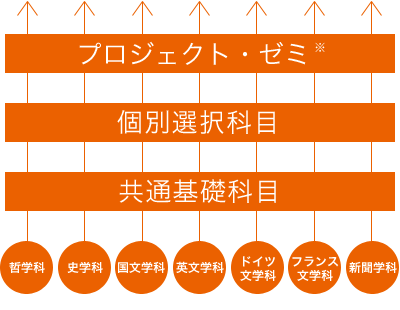 プロジェクト・ゼミ※
個別選択科目
共通基礎科目
哲学科
史学科
国文学科
英文学科
ドイツ
文学科
フランス
文学科
新聞学科